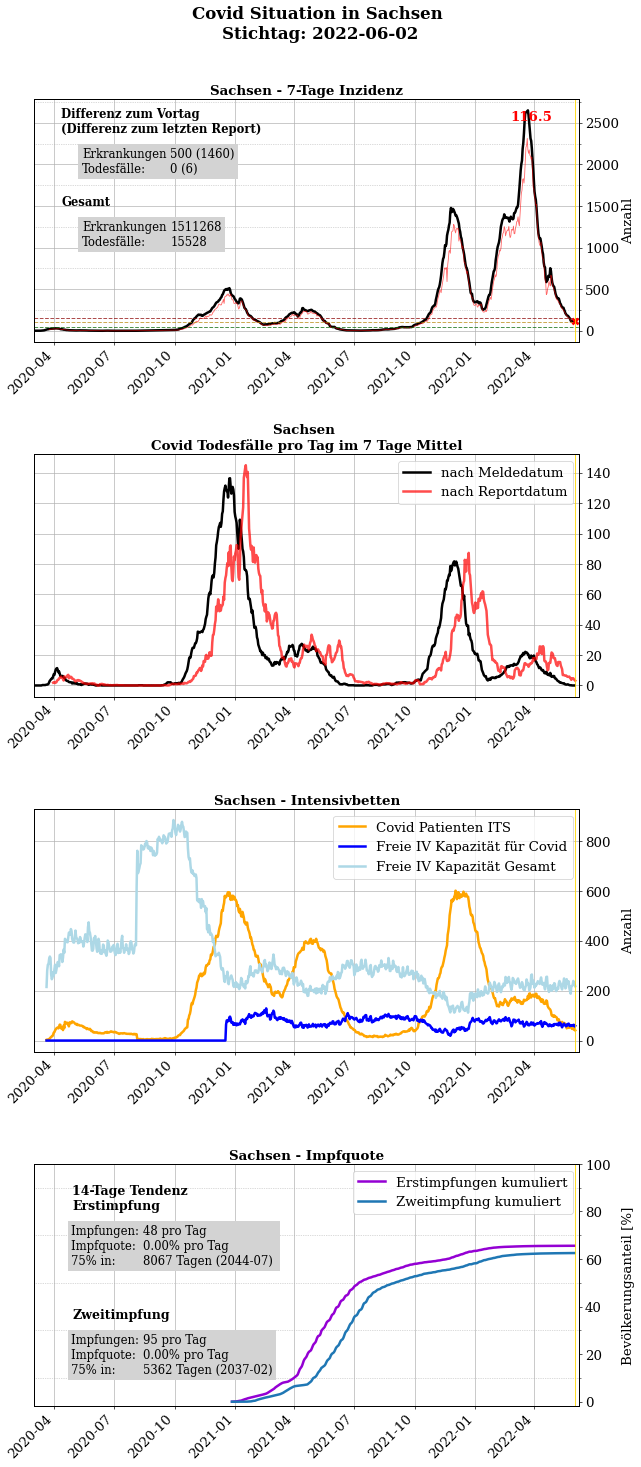 Covid Situation in Sachsen
Stichtag: 2022-06-02
Sachsen - 7-Tage Inzidenz
Differenz zum Vortag
(Differenz zum letzten Report)
Erkrankungen 500 (1460)
Todesfälle: 0 (6)
Gesamt
Erkrankungen 1511268
Todesfälle: 15528
116.5
2500
2000
1500
1000
500
0
Anzahl
2020-04
2020-07
2020-10
2021-01
2021-04
2021-07
2021-10
2022-01
2022-04
Sachsen
Covid Todesfälle pro Tag im 7 Tage Mittel
nach Meldedatum
nach Reportdatum
140
120
100
80
60
40
20
0
2020-04
2020-07
2020-10
2021-01
2021-04
2021-07
2021-10
2022-01
2022-04
Sachsen - Intensivbetten
Covid Patienten ITS
Freie IV Kapazität für Covid
Freie IV Kapazität Gesamt
800
600
400
200
0
Anzahl
2020-04
2020-07
2020-10
2021-01
2021-04
2021-07
2021-10
2022-01
2022-04
Sachsen - Impfquote
14-Tage Tendenz
Erstimpfung
Impfungen: 48 pro Tag
Impfquote: 0.00% pro Tag
75% in: 8067 Tagen (2044-07)
Zweitimpfung
Impfungen: 95 pro Tag
Impfquote: 0.00% pro Tag
75% in: 5362 Tagen (2037-02)
Erstimpfungen kumuliert
Zweitimpfung kumuliert
100
80
60
40
20
0
Bevölkerungsanteil [%]
2020-04
2020-07
2020-10
2021-01
2021-04
2021-07
2021-10
2022-01
2022-04